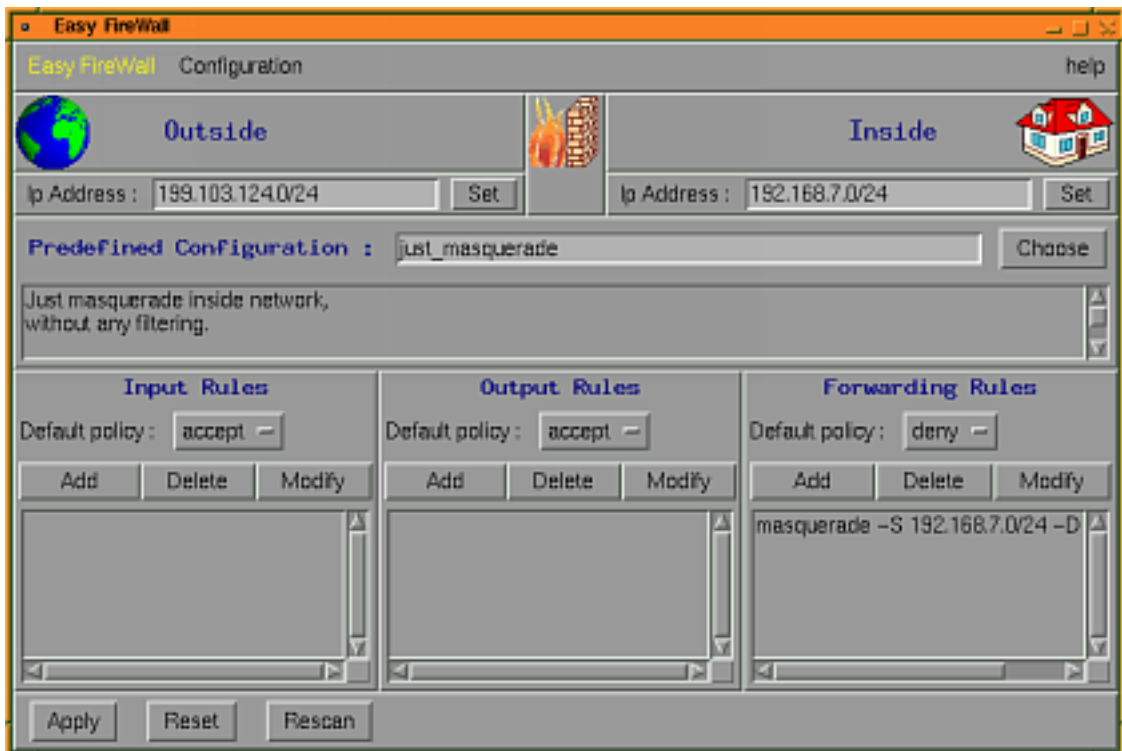 Easy FireWall
Easy FireWall Configuration help
Outside Inside
Ip Address : 199.103.124.0/24 Set Ip Address : 192.168.7.0/24 Set
Predefined Configuration : just_masquerade Choose
Just masquerade inside network,
without any filtering.
Input Rules Output Rules Forwarding Rules
Default policy : accept Default policy : accept Default policy : deny
Add Delete Modify Add Delete Modify Add Delete Modify
masquerade -S 192.168.7.0/24 -D
Apply Reset Rescan